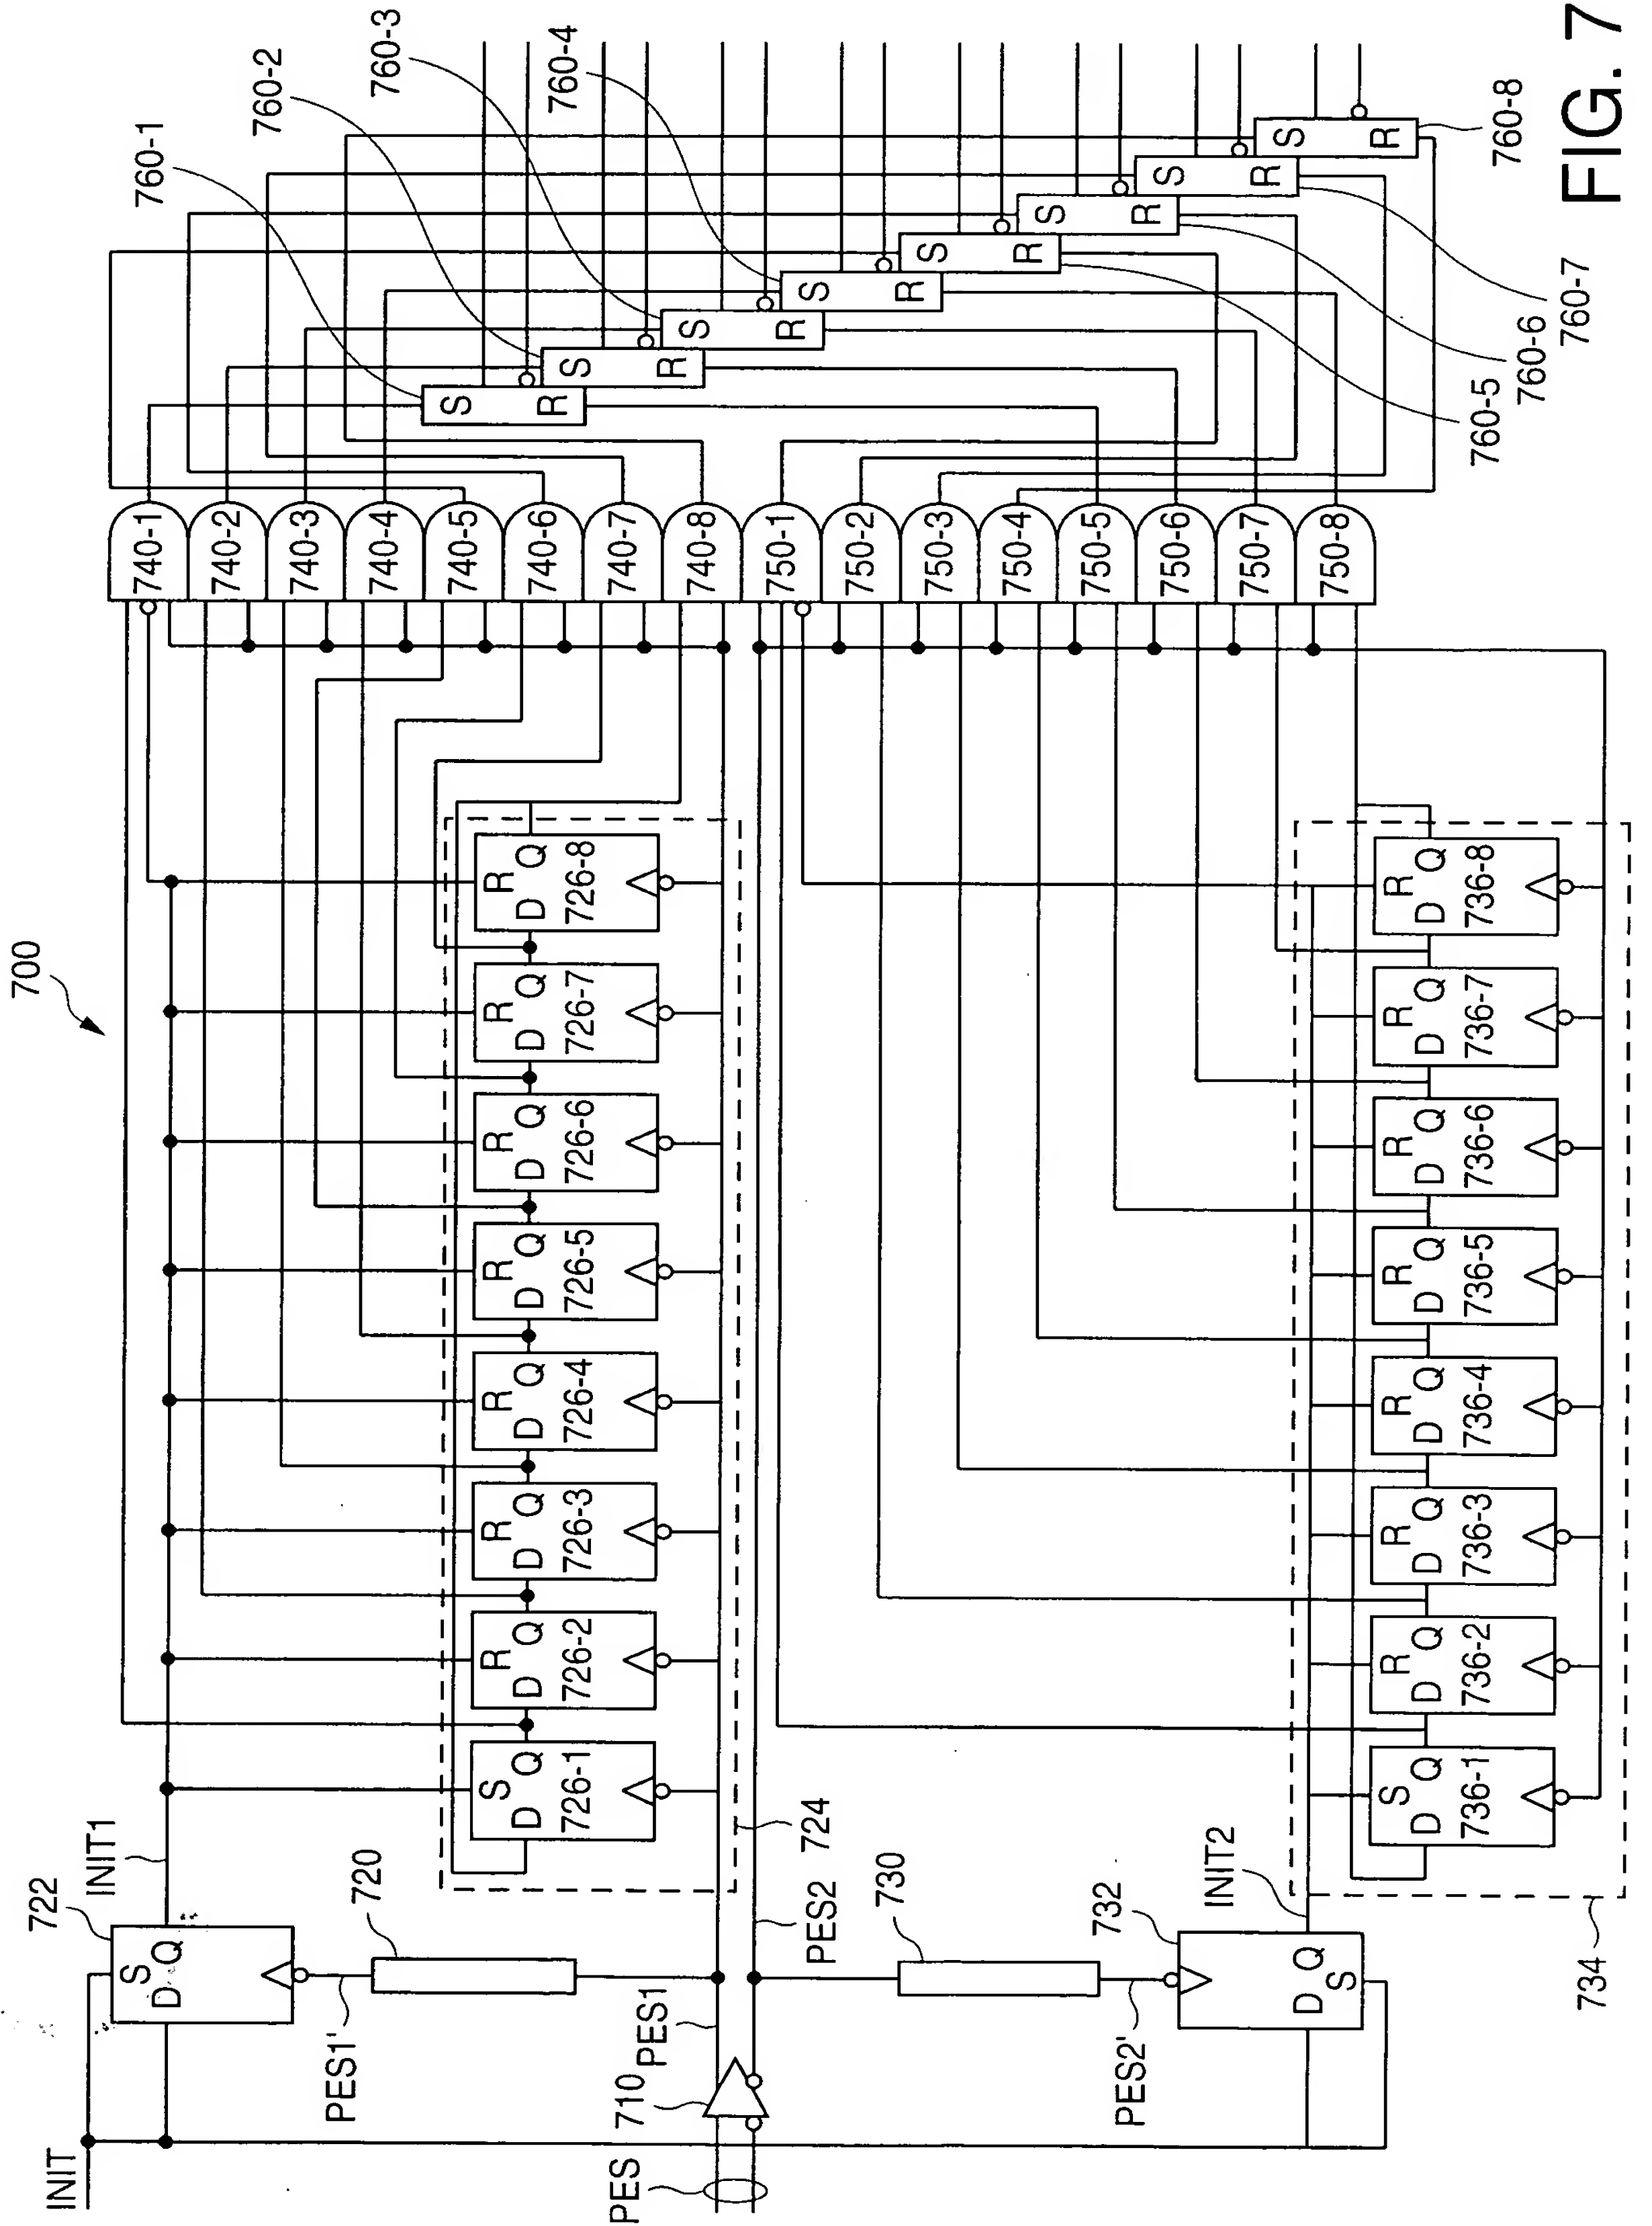 700
INIT
722
INIT1
S
D Q
PES1'
720
PES
710
PES1
PES2
724
S
D Q
726-1
R
D Q
726-2
R
D Q
726-3
R
D Q
726-4
R
D Q
726-5
R
D Q
726-6
R
D Q
726-7
R
D Q
726-8
730
PES2'
732
INIT2
D Q
S
734
S
D Q
736-1
R
D Q
736-2
R
D Q
736-3
R
D Q
736-4
R
D Q
736-5
R
D Q
736-6
R
D Q
736-7
R
D Q
736-8
740-1
740-2
740-3
740-4
740-5
740-6
740-7
740-8
750-1
750-2
750-3
750-4
750-5
750-6
750-7
750-8
760-1
760-2
760-3
760-4
S R
S R
S R
S R
S R
S R
S R
S R
760-5
760-6
760-7
760-8
FIG. 7